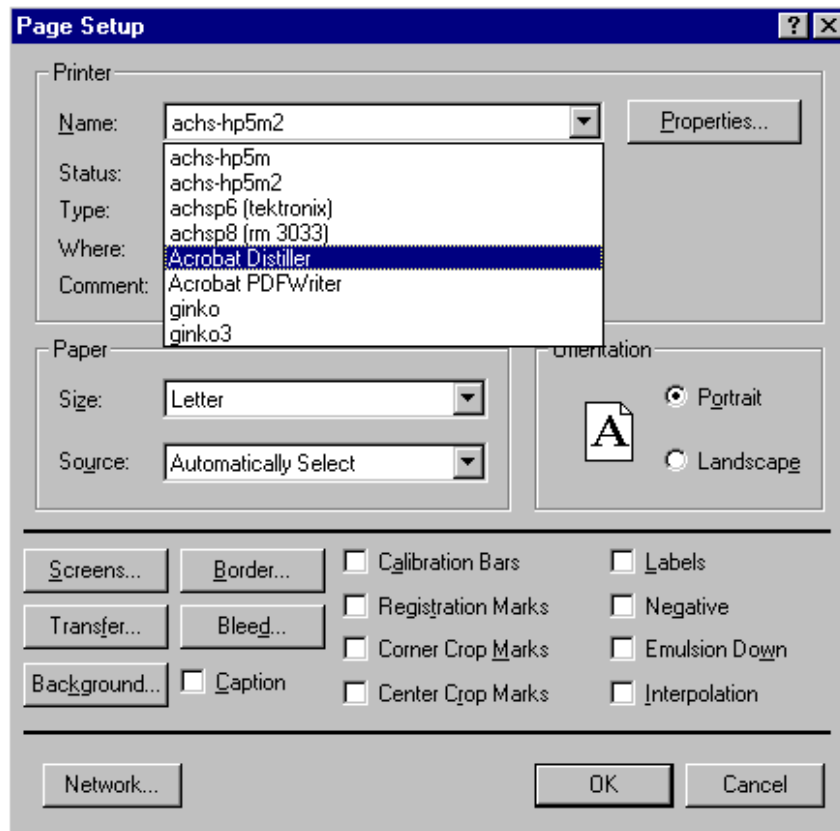 Page Setup
Printer
Name: achs-hp5m2 Properties...
achs-hp5m
Status: achs-hp5m2
Type: achsp6 (tektronix)
achsp8 (rm 3033)
Where: Acrobat Distiller
Comment: Acrobat PDFWriter
ginko
ginko3
Paper Orientation
Size: Letter Portrait
A
Source: Automatically Select Landscape
Screens... Border... Calibration Bars Labels
Transfer... Bleed... Registration Marks Negative
Corner Crop Marks Emulsion Down
Background... Caption Center Crop Marks Interpolation
Network... OK Cancel